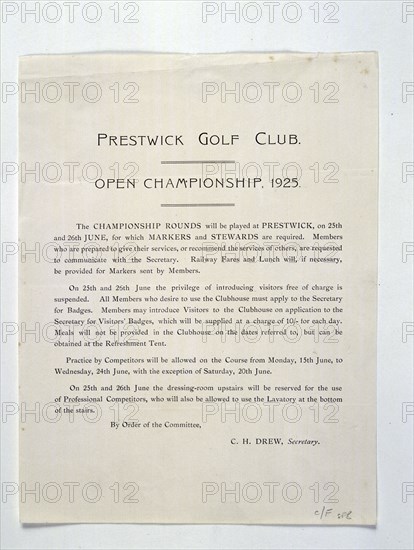 PRESTWICK GOLF CLUB.
OPEN CHAMPIONSHIP, 1925.
The CHAMPIONSHIP ROUNDS will be played at PRESTWICK, on 25th
and 26th JUNE, for which MARKERS and STEWARDS are required. Members
who are prepared to give their services, or recommend the services of others, are requested
to communicate with the Secretary. Railway Fares and Lunch will, if necessary,
be provided for Markers sent by Members.
On 25th and 26th June the privilege of introducing visitors free of charge is
suspended. All Members who desire to use the Clubhouse must apply to the Secretary
for Badges. Members may introduce Visitors to the Clubhouse on application to the
Secretary for Visitors' Badges, which will be supplied at a charge of 10/- for each day.
Meals will not be provided in the Clubhouse on the dates referred to, but can be
obtained at the Refreshment Tent.
Practice by Competitors will be allowed on the Course from Monday, 15th June, to
Wednesday, 24th June, with the exception of Saturday, 20th June.
On 25th and 26th June the dressing-room upstairs will be reserved for the use
of Professional Competitors, who will also be allowed to use the Lavatory at the bottom
of the stairs.
By Order of the Committee,
C. H. DREW, Secretary.
C/F
PHOTO12